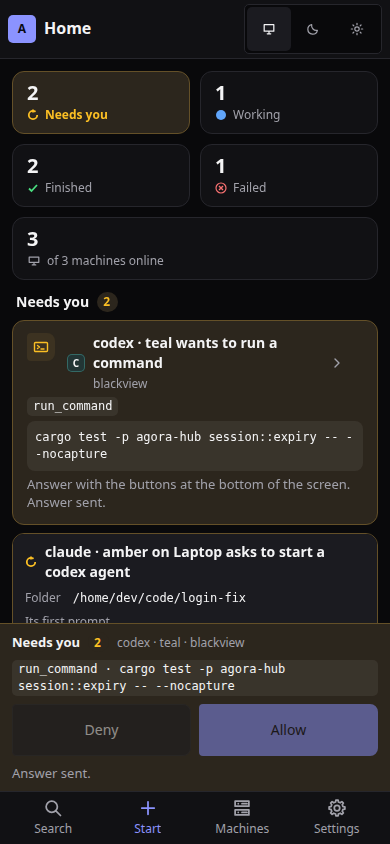 A Home
2
Needs you
1
Working
2
Finished
1
Failed
3
of 3 machines online
Needs you 2
codex · teal wants to run a
C command
blackview
run_command
cargo test -p agora-hub session::expiry -- -
-nocapture
Answer with the buttons at the bottom of the screen.
Answer sent.
claude · amber on Laptop asks to start a
codex agent
Folder /home/dev/code/login-fix
Its first prompt
Needs you 2 codex · teal · blackview
run_command · cargo test -p agora-hub
session::expiry -- --nocapture
Deny Allow
Answer sent.
Search Start Machines Settings